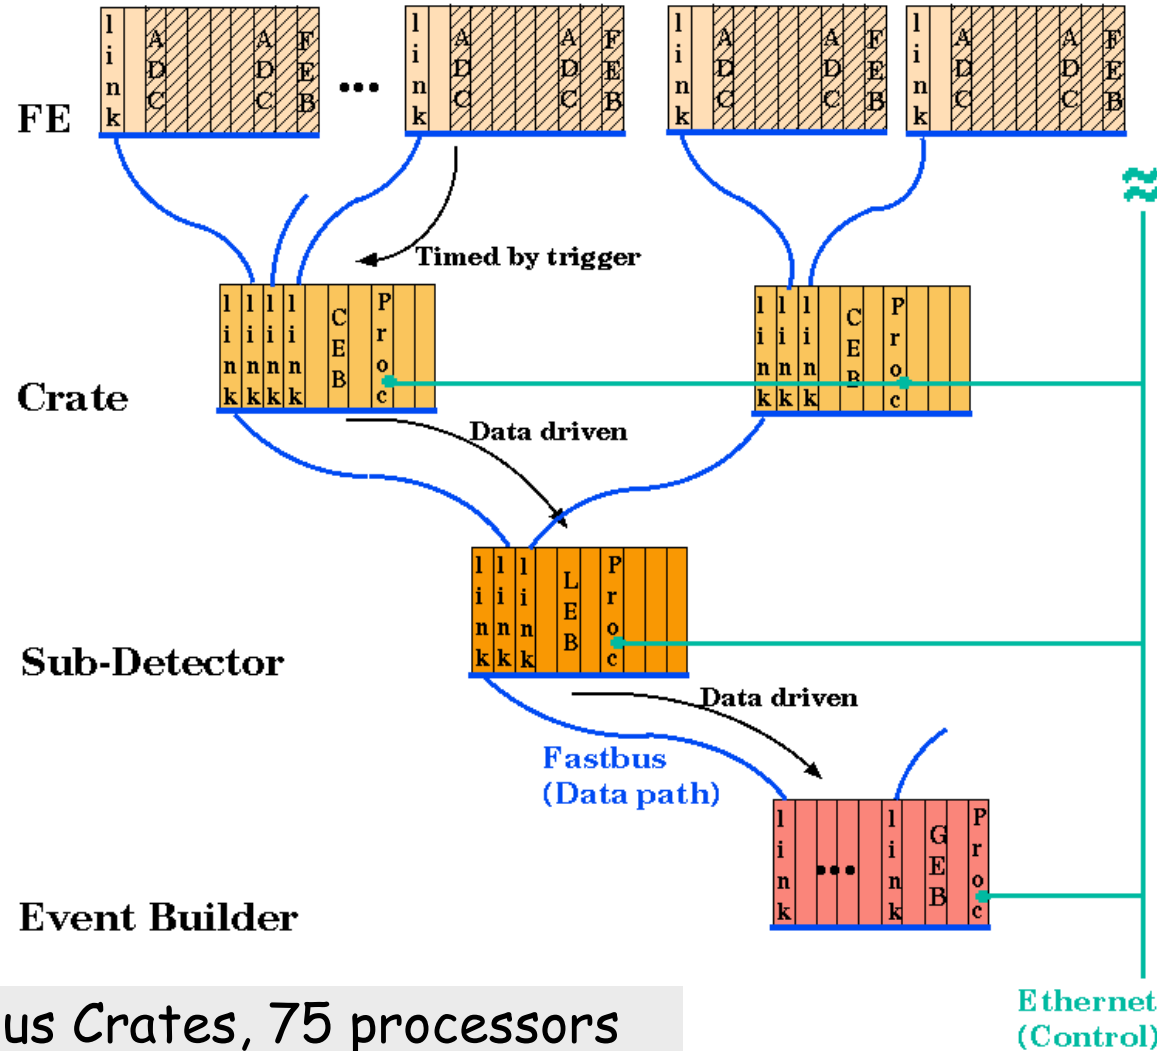 link ADC ADC FEB ... link ADC ADC FEB link ADC ADC FEB link ADC ADC FEB
FE
≈
Timed by trigger
link link link link CEB Proc
link link link CEB Proc
Crate
Data driven
link link link LEB Proc
Sub-Detector
Data driven
Fastbus
(Data path)
link ... link GEB Proc
Event Builder
us Crates, 75 processors
Ethernet
(Control)